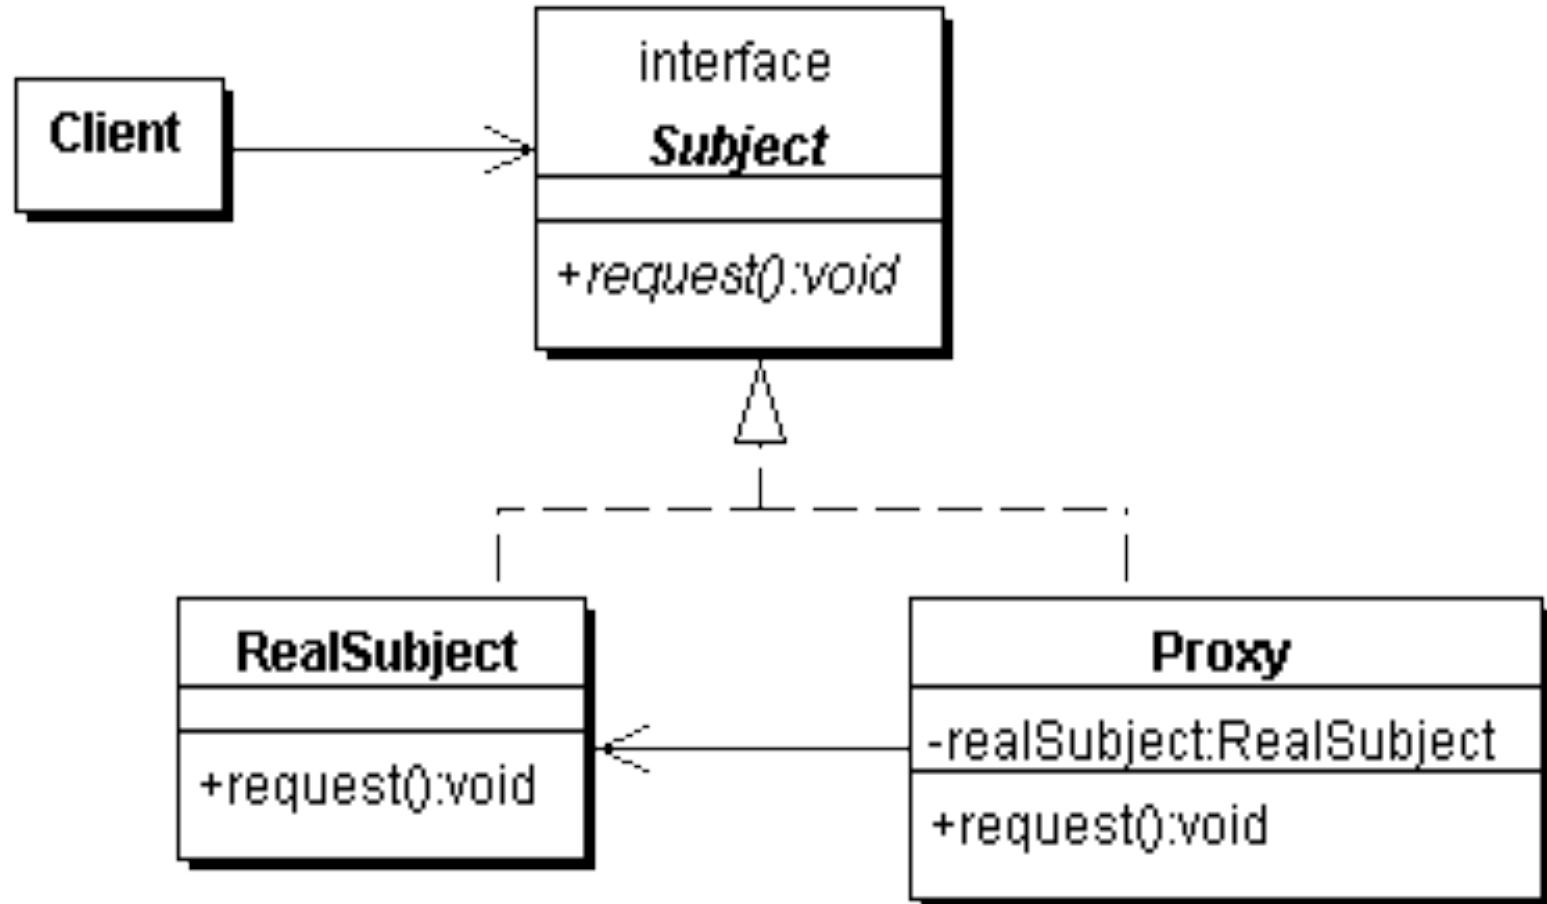 Client
interface
Subject
+request():void
RealSubject
+request():void
Proxy
-realSubject:RealSubject
+request():void